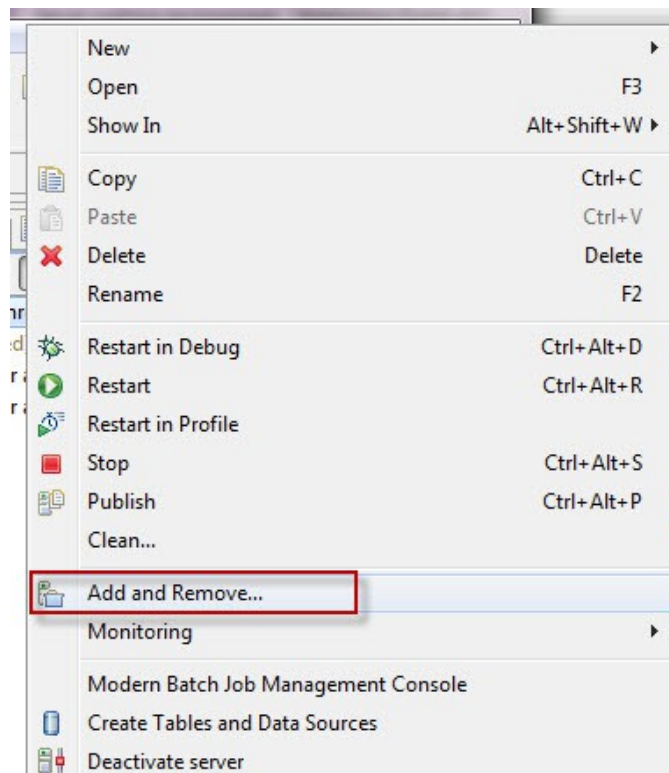 New
Open F3
Show In Alt+Shift+W
Copy Ctrl+C
Paste Ctrl+V
Delete Delete
Rename F2
Restart in Debug Ctrl+Alt+D
Restart Ctrl+Alt+R
Restart in Profile
Stop Ctrl+Alt+S
Publish Ctrl+Alt+P
Clean...
Add and Remove...
Monitoring
Modern Batch Job Management Console
Create Tables and Data Sources
Deactivate server